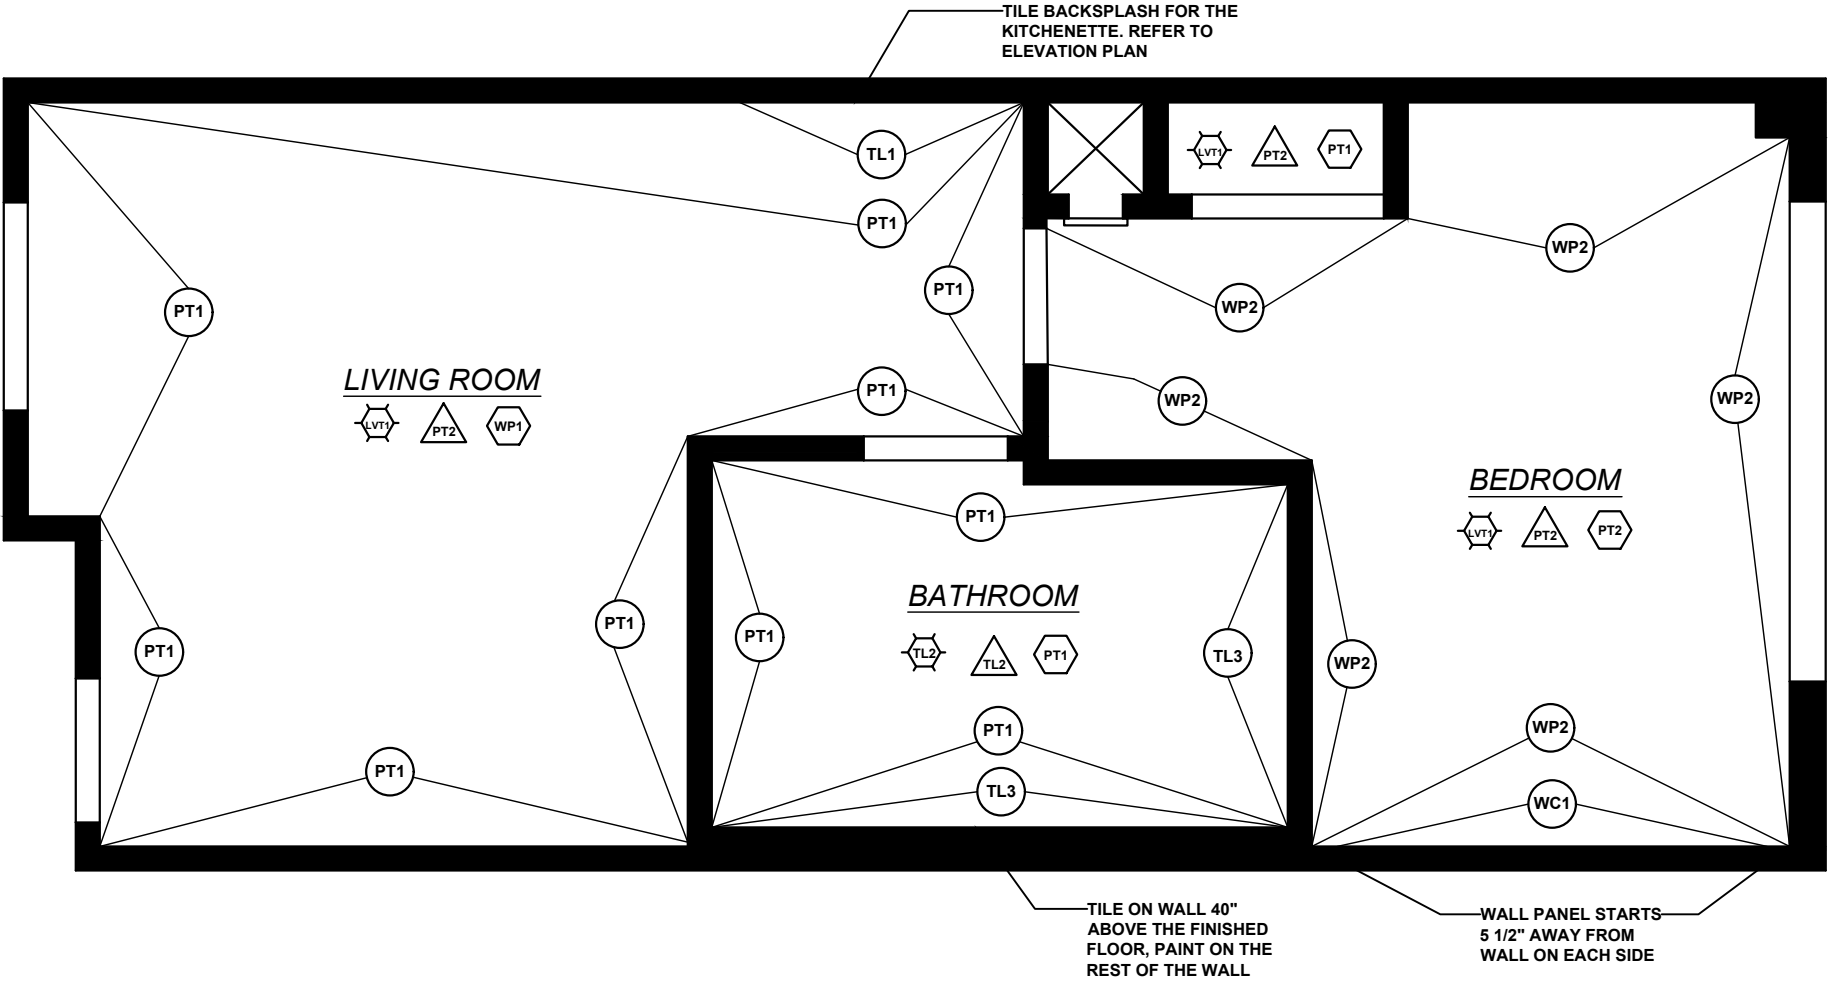 TILE BACKSPLASH FOR THE
KITCHENETTE. REFER TO
ELEVATION PLAN
TL1
LVT1 PT2 PT1
PT1
WP2
PT1
WP2
PT1
LIVING ROOM
LVT1 PT2 WP1
PT1
WP2
WP2
BEDROOM
LVT1 PT2 PT2
PT1
BATHROOM
TL2 TL2 PT1
PT1
PT1
PT1
TL3
WP2
PT1
WP2
PT1
TL3
WC1
TILE ON WALL 40"
ABOVE THE FINISHED
FLOOR, PAINT ON THE
REST OF THE WALL
WALL PANEL STARTS
5 1/2" AWAY FROM
WALL ON EACH SIDE